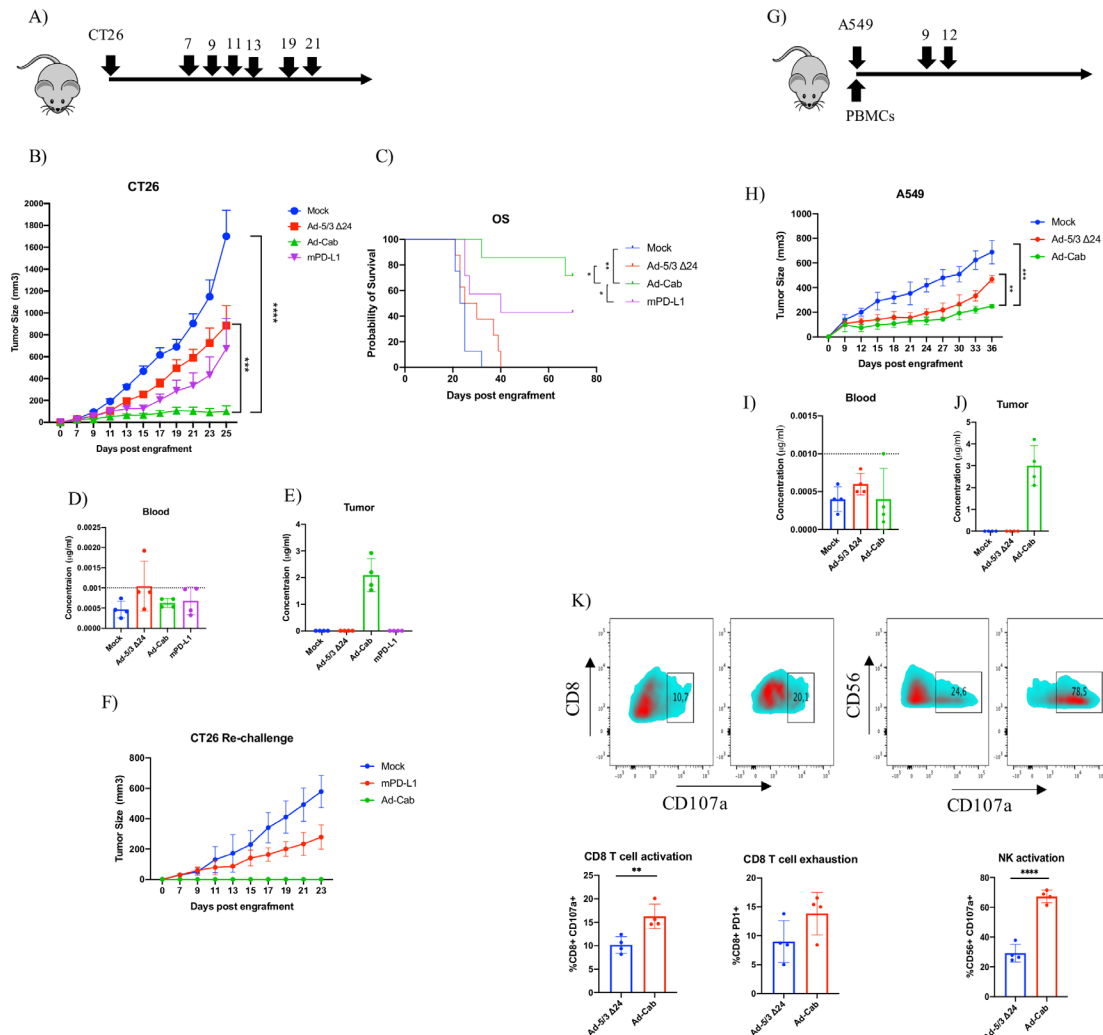 A)
CT26
7
9
11
13
19
21
B)
CT26
Tumor Size (mm3)
2000
1800
1600
1400
1200
1000
800
600
400
200
0
0 7 9 11 13 15 17 19 21 23 25
Days post engrafment
Mock
Ad-5/3 Δ24
Ad-Cab
mPD-L1
***
****
C)
OS
Probability of Survival
100
80
60
40
20
0
0 20 40 60 80
Days post engrafment
Mock
Ad-5/3 Δ24
Ad-Cab
mPD-L1
*
**
*
D)
Blood
Concentraion (µg/ml)
0.0025
0.0020
0.0015
0.001
0.0005
0.0000
Mock
Ad-5/3 Δ24
Ad-Cab
mPD-L1
E)
Tumor
Concentration (µg/ml)
4
3
2
1
0
Mock
Ad-5/3 Δ24
Ad-Cab
mPD-L1
F)
CT26 Re-challenge
Tumor Size (mm3)
800
600
400
200
0
0 7 9 11 13 15 17 19 21 23
Days post engrafment
Mock
mPD-L1
Ad-Cab
G)
A549
9
12
PBMCs
H)
A549
Tumor Size (mm3)
1000
800
600
400
200
0
0 9 12 15 18 21 24 27 30 33 36
Days post engrafment
Mock
Ad-5/3 Δ24
Ad-Cab
**
***
I)
Blood
Concentration (µg/ml)
0.0015
0.0010
0.0005
0.0000
Mock
Ad-5/3 Δ24
Ad-Cab
J)
Tumor
Concentration (µg/ml)
5
4
3
2
1
0
Mock
Ad-5/3 Δ24
Ad-Cab
K)
CD8
10,7
20,1
CD107a
CD56
24,6
78,5
CD107a
CD8 T cell activation
%CD8+ CD107a+
25
20
15
10
5
0
**
Ad-5/3 Δ24
Ad-Cab
CD8 T cell exhaustion
%CD8+ PD1+
20
15
10
5
0
Ad-5/3 Δ24
Ad-Cab
NK activation
%CD56+ CD107a+
80
60
40
20
0
****
Ad-5/3 Δ24
Ad-Cab